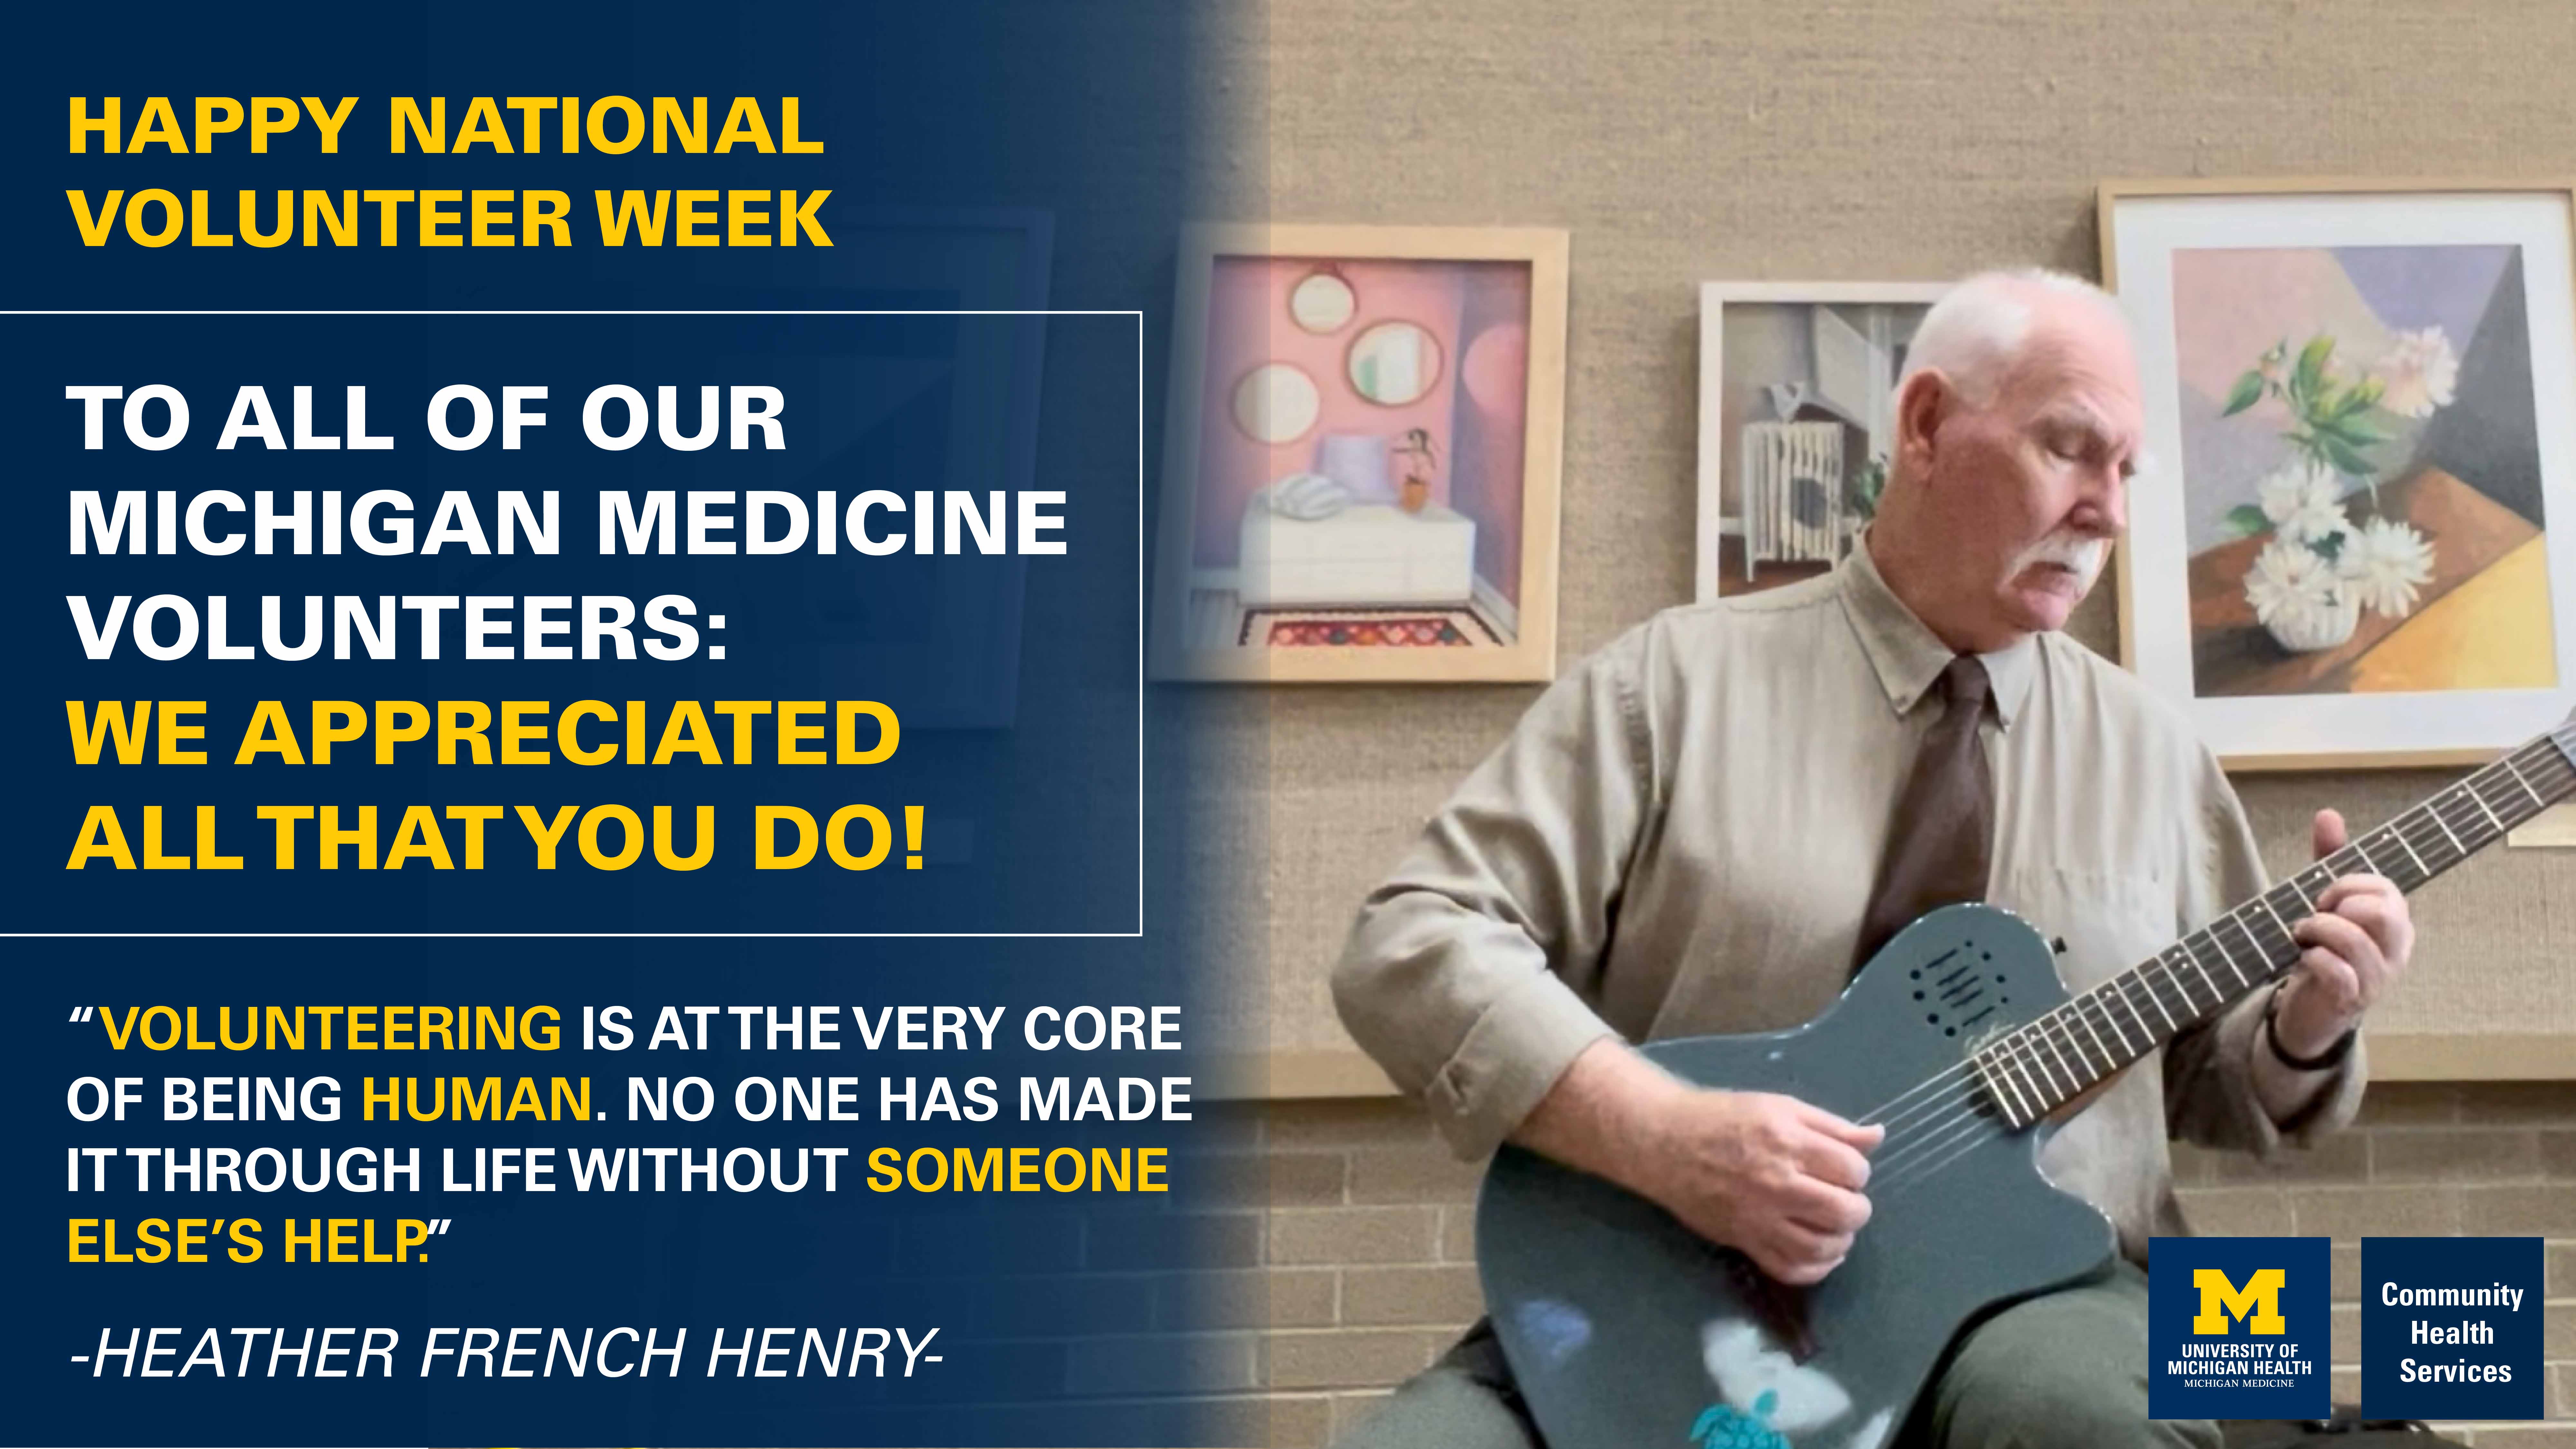 HAPPY NATIONAL
VOLUNTEER WEEK
TO ALL OF OUR
MICHIGAN MEDICINE
VOLUNTEERS:
WE APPRECIATED
ALL THAT YOU DO!
“VOLUNTEERING IS AT THE VERY CORE
OF BEING HUMAN. NO ONE HAS MADE
IT THROUGH LIFE WITHOUT SOMEONE
ELSE’S HELP.”
-HEATHER FRENCH HENRY-
M
UNIVERSITY OF
MICHIGAN HEALTH
MICHIGAN MEDICINE
Community
Health
Services